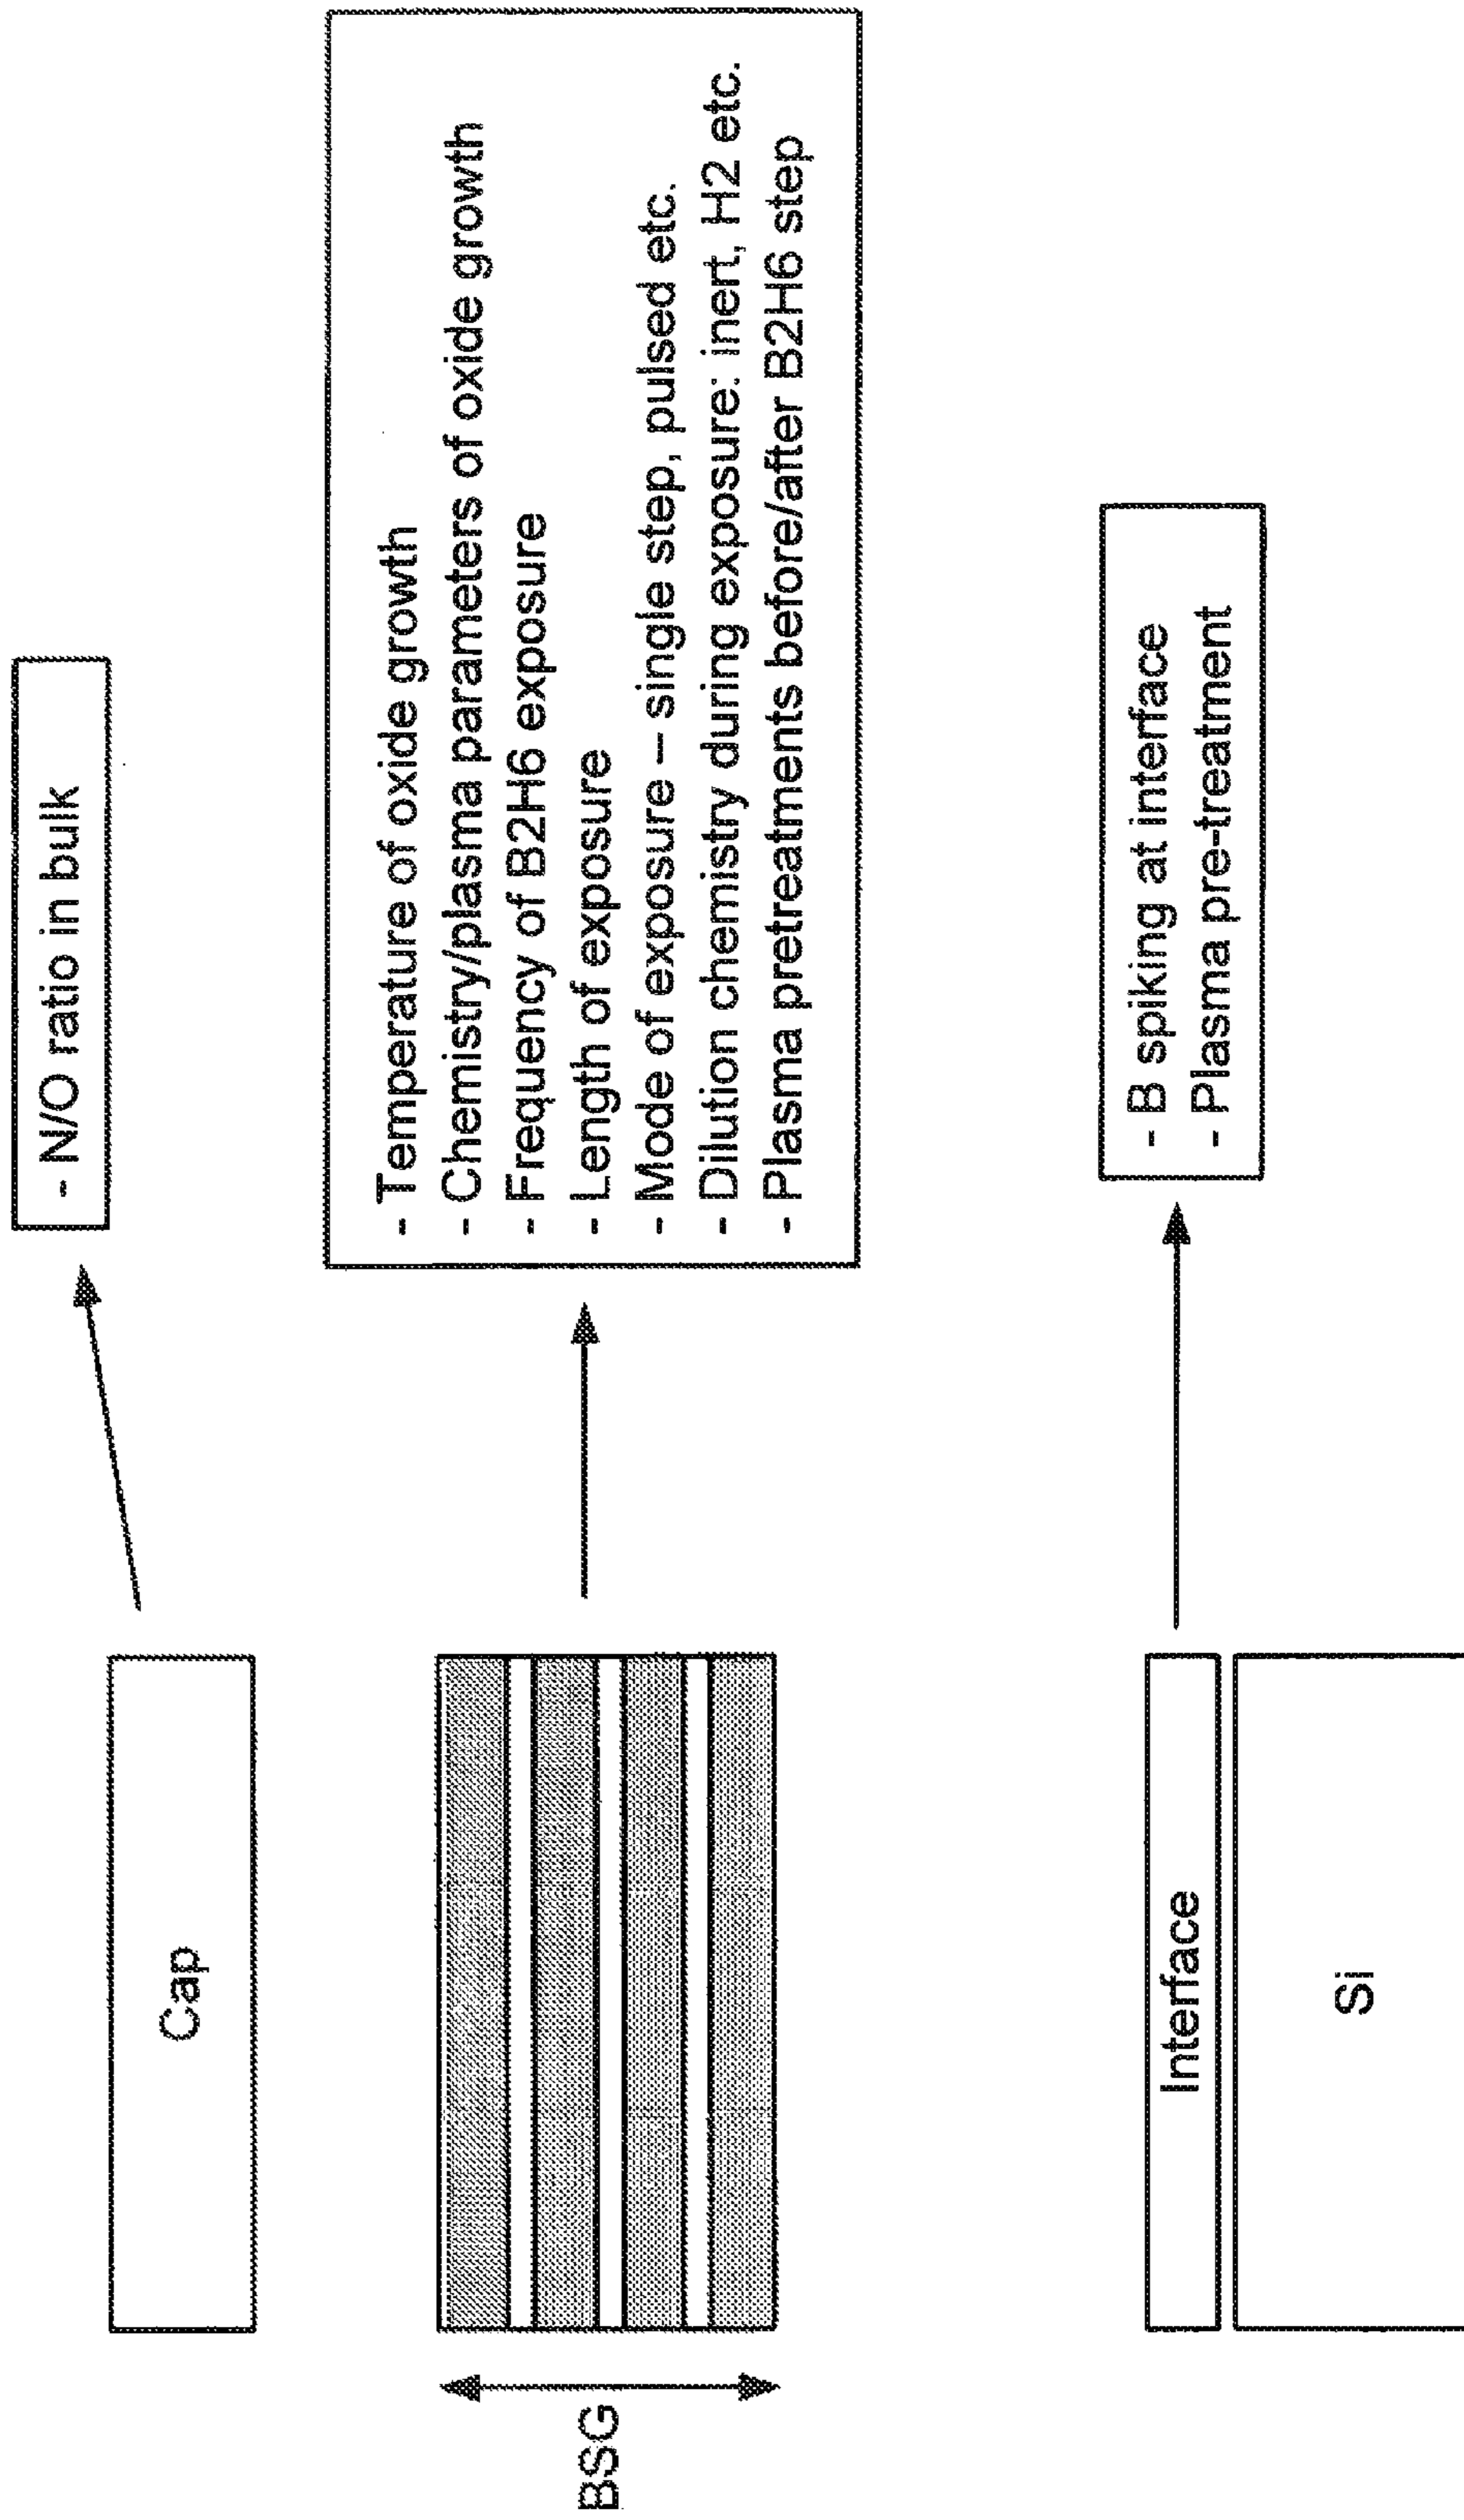 Cap
- N/O ratio in bulk
BSG
- Temperature of oxide growth
- Chemistry/plasma parameters of oxide growth
- Frequency of B2H6 exposure
- Length of exposure
- Mode of exposure – single step, pulsed etc.
- Dilution chemistry during exposure: inert, H2 etc.
- Plasma pretreatments before/after B2H6 step
Interface
- B spiking at interface
- Plasma pre-treatment
Si